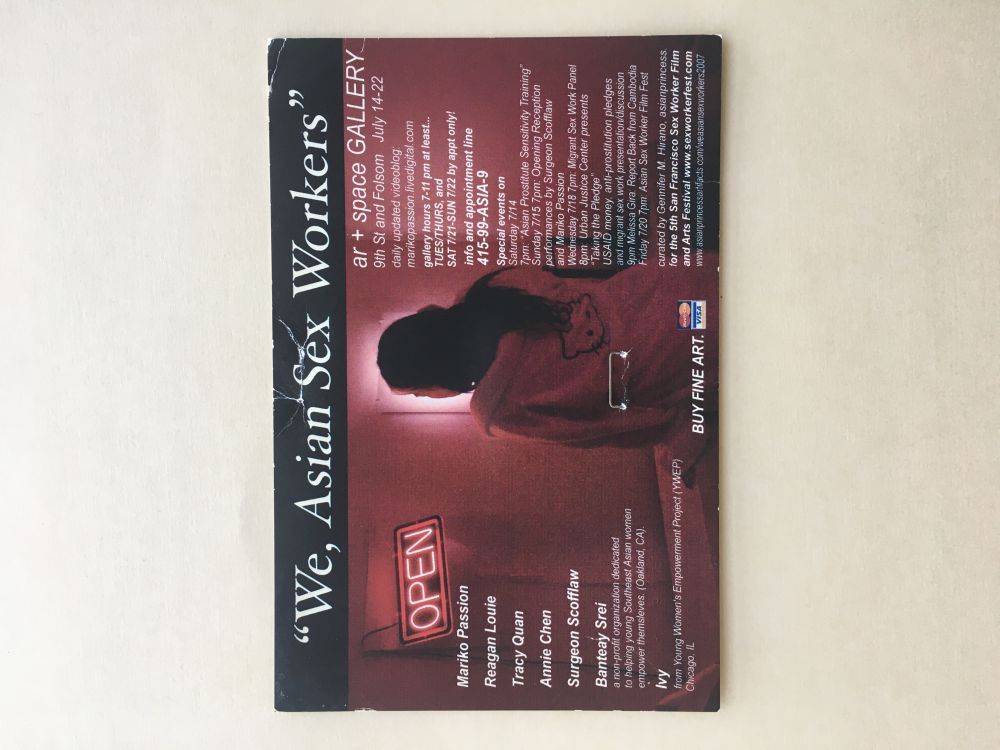 “We, Asian Sex Workers”
ar + space GALLERY
9th St and Folsom July 14-22
daily updated videoblog:
marikopassion.livedigital.com
gallery hours 7-11 pm at least...
TUES/THURS, and
SAT 7/21-SUN 7/22 by appt only!
info and appointment line
415-99-ASIA-9
Special events on
Saturday 7/14
7pm: “Asian Prostitute Sensitivity Training”
Sunday 7/15 7pm: Opening Reception
performances by Surgeon Scofflaw
and Mariko Passion
Wednesday 7/18 7pm: Migrant Sex Work Panel
8pm: Urban Justice Center presents
“Taking the Pledge”
USAID money, anti-prostitution pledges
and migrant sex work presentation/discussion
9pm Melissa Gira: Report Back from Cambodia
Friday 7/20 7pm: Asian Sex Worker Film Fest
curated by Gennifer M. Hirano, asianprincess.
for the 5th San Francisco Sex Worker Film
and Arts Festival www.sexworkerfest.com
www.asianprincessartifacts.com/weasiansexworkers2007
OPEN
Mariko Passion
Reagan Louie
Tracy Quan
Annie Chen
Surgeon Scofflaw
Banteay Srei
a non-profit organization dedicated
to helping young Southeast Asian women
empower themsleves. (Oakland, CA).
Ivy
from Young Women's Empowerment Project (YWEP)
Chicago, IL
BUY FINE ART.
MasterCard
VISA